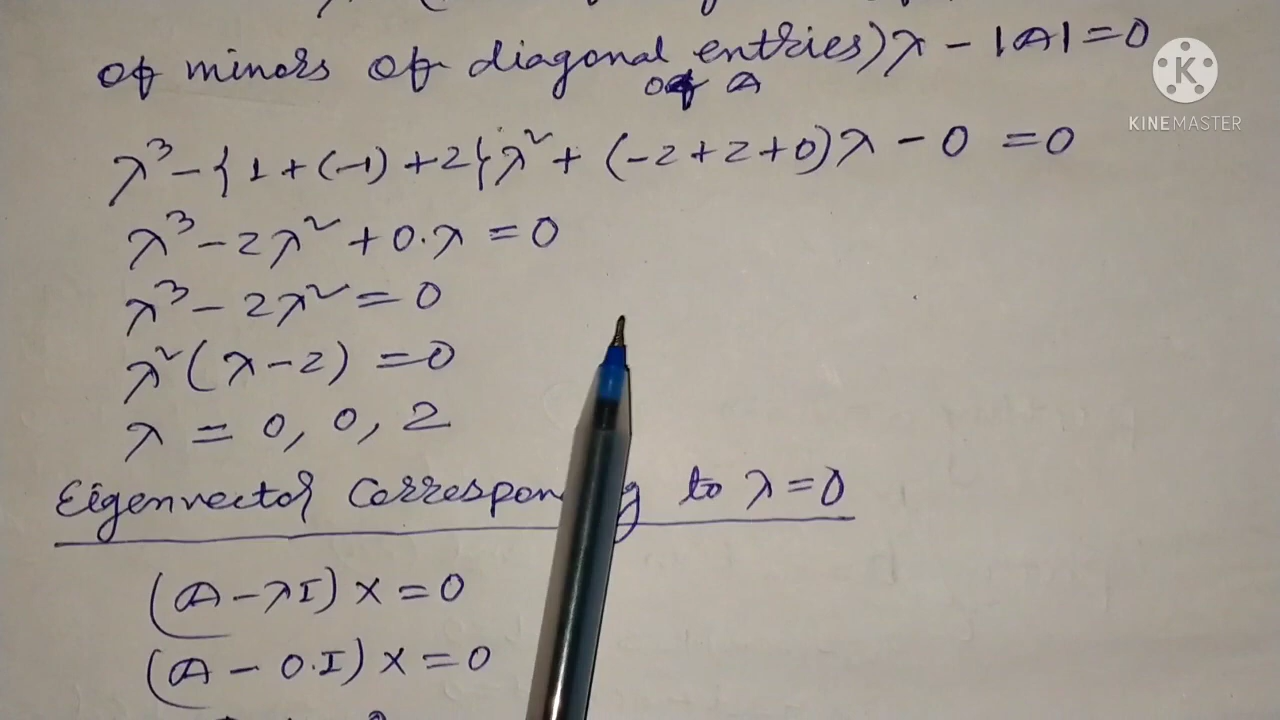 of minors of diagonal entries)λ - |A| = 0
of A
λ³ - {1 + (-1) + 2}λ² + (-2 + 2 + 0)λ - 0 = 0
λ³ - 2λ² + 0·λ = 0
λ³ - 2λ² = 0
λ²(λ - 2) = 0
λ = 0, 0, 2
Eigenvector to λ = 0
(A - λI) X = 0
(A - 0·I) X = 0
K
KINEMASTER